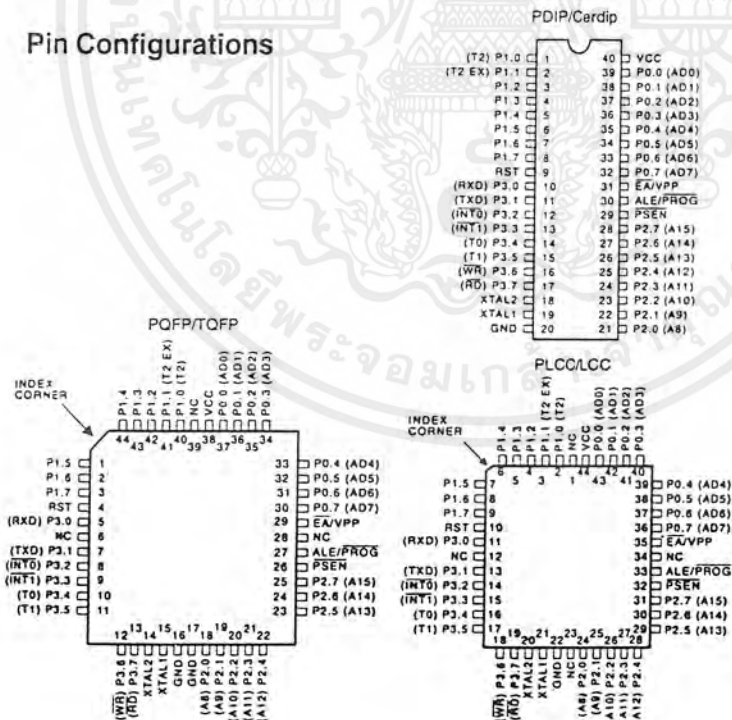 Pin Configurations
PDIP/Cerdip
(T2) P1.0 1 40 VCC
(T2 EX) P1.1 2 39 P0.0 (AD0)
P1.2 3 38 P0.1 (AD1)
P1.3 4 37 P0.2 (AD2)
P1.4 5 36 P0.3 (AD3)
P1.5 6 35 P0.4 (AD4)
P1.6 7 34 P0.5 (AD5)
P1.7 8 33 P0.6 (AD6)
RST 9 32 P0.7 (AD7)
(RXD) P3.0 10 31 EA/VPP
(TXD) P3.1 11 30 ALE/PROG
(INT0) P3.2 12 29 PSEN
(INT1) P3.3 13 28 P2.7 (A15)
(T0) P3.4 14 27 P2.6 (A14)
(T1) P3.5 15 26 P2.5 (A13)
(WR) P3.6 16 25 P2.4 (A12)
(RD) P3.7 17 24 P2.3 (A11)
XTAL2 18 23 P2.2 (A10)
XTAL1 19 22 P2.1 (A9)
GND 20 21 P2.0 (A8)
PQFP/TQFP
INDEX
CORNER
P1.4
P1.3
P1.2
P1.1 (T2 EX)
P1.0 (T2)
NC
VCC
P0.0 (AD0)
P0.1 (AD1)
P0.2 (AD2)
P0.3 (AD3)
44 43 42 41 40 39 38 37 36 35 34
P1.5 1 33 P0.4 (AD4)
P1.6 2 32 P0.5 (AD5)
P1.7 3 31 P0.6 (AD6)
RST 4 30 P0.7 (AD7)
(RXD) P3.0 5 29 EA/VPP
NC 6 28 NC
(TXD) P3.1 7 27 ALE/PROG
(INT0) P3.2 8 26 PSEN
(INT1) P3.3 9 25 P2.7 (A15)
(T0) P3.4 10 24 P2.6 (A14)
(T1) P3.5 11 23 P2.5 (A13)
12 13 14 15 16 17 18 19 20 21 22
(WR) P3.6
(RD) P3.7
XTAL2
XTAL1
GND
GND
(A8) P2.0
(A9) P2.1
(A10) P2.2
(A11) P2.3
(A12) P2.4
PLCC/LCC
INDEX
CORNER
P1.4
P1.3
P1.2
P1.1 (T2 EX)
P1.0 (T2)
NC
VCC
P0.0 (AD0)
P0.1 (AD1)
P0.2 (AD2)
P0.3 (AD3)
6 5 4 3 2 1 44 43 42 41 40
P1.5 7 39 P0.4 (AD4)
P1.6 8 38 P0.5 (AD5)
P1.7 9 37 P0.6 (AD6)
RST 10 36 P0.7 (AD7)
(RXD) P3.0 11 35 EA/VPP
NC 12 34 NC
(TXD) P3.1 13 33 ALE/PROG
(INT0) P3.2 14 32 PSEN
(INT1) P3.3 15 31 P2.7 (A15)
(T0) P3.4 16 30 P2.6 (A14)
(T1) P3.5 17 29 P2.5 (A13)
18 19 20 21 22 23 24 25 26 27 28
(WR) P3.6
(RD) P3.7
XTAL2
XTAL1
GND
NC
(A8) P2.0
(A9) P2.1
(A10) P2.2
(A11) P2.3
(A12) P2.4